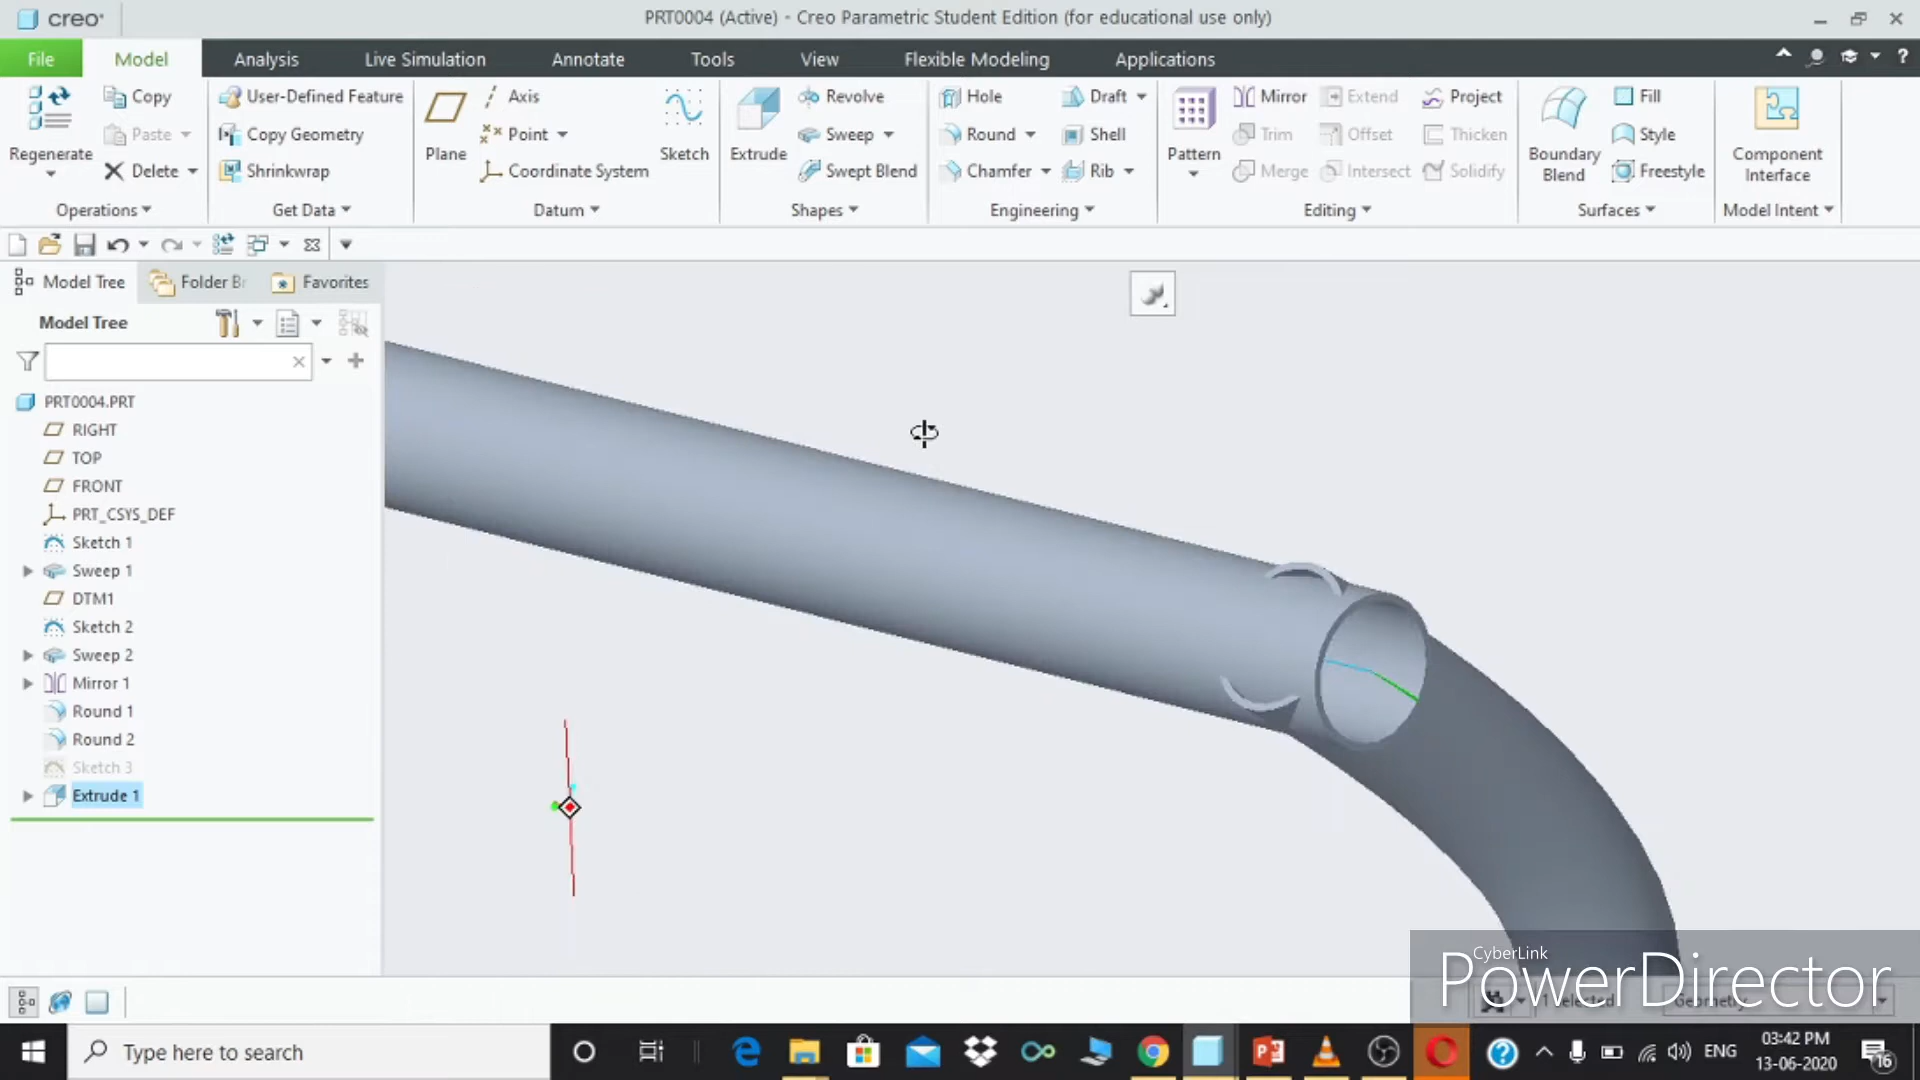 creo
PRT0004 (Active) - Creo Parametric Student Edition (for educational use only)
File
Model
Analysis
Live Simulation
Annotate
Tools
View
Flexible Modeling
Applications
Regenerate
Copy
Paste
Delete
Operations
User-Defined Feature
Copy Geometry
Shrinkwrap
Get Data
Plane
Axis
Point
Coordinate System
Sketch
Datum
Extrude
Revolve
Sweep
Swept Blend
Shapes
Hole
Round
Chamfer
Draft
Shell
Rib
Engineering
Pattern
Mirror
Trim
Merge
Extend
Offset
Intersect
Project
Thicken
Solidify
Editing
Boundary
Blend
Fill
Style
Freestyle
Surfaces
Component
Interface
Model Intent
Model Tree
Folder Br
Favorites
Model Tree
PRT0004.PRT
RIGHT
TOP
FRONT
PRT_CSYS_DEF
Sketch 1
Sweep 1
DTM1
Sketch 2
Sweep 2
Mirror 1
Round 1
Round 2
Sketch 3
Extrude 1
CyberLink
PowerDirector
1 selected
Geometry
Type here to search
ENG
03:42 PM
13-06-2020
16